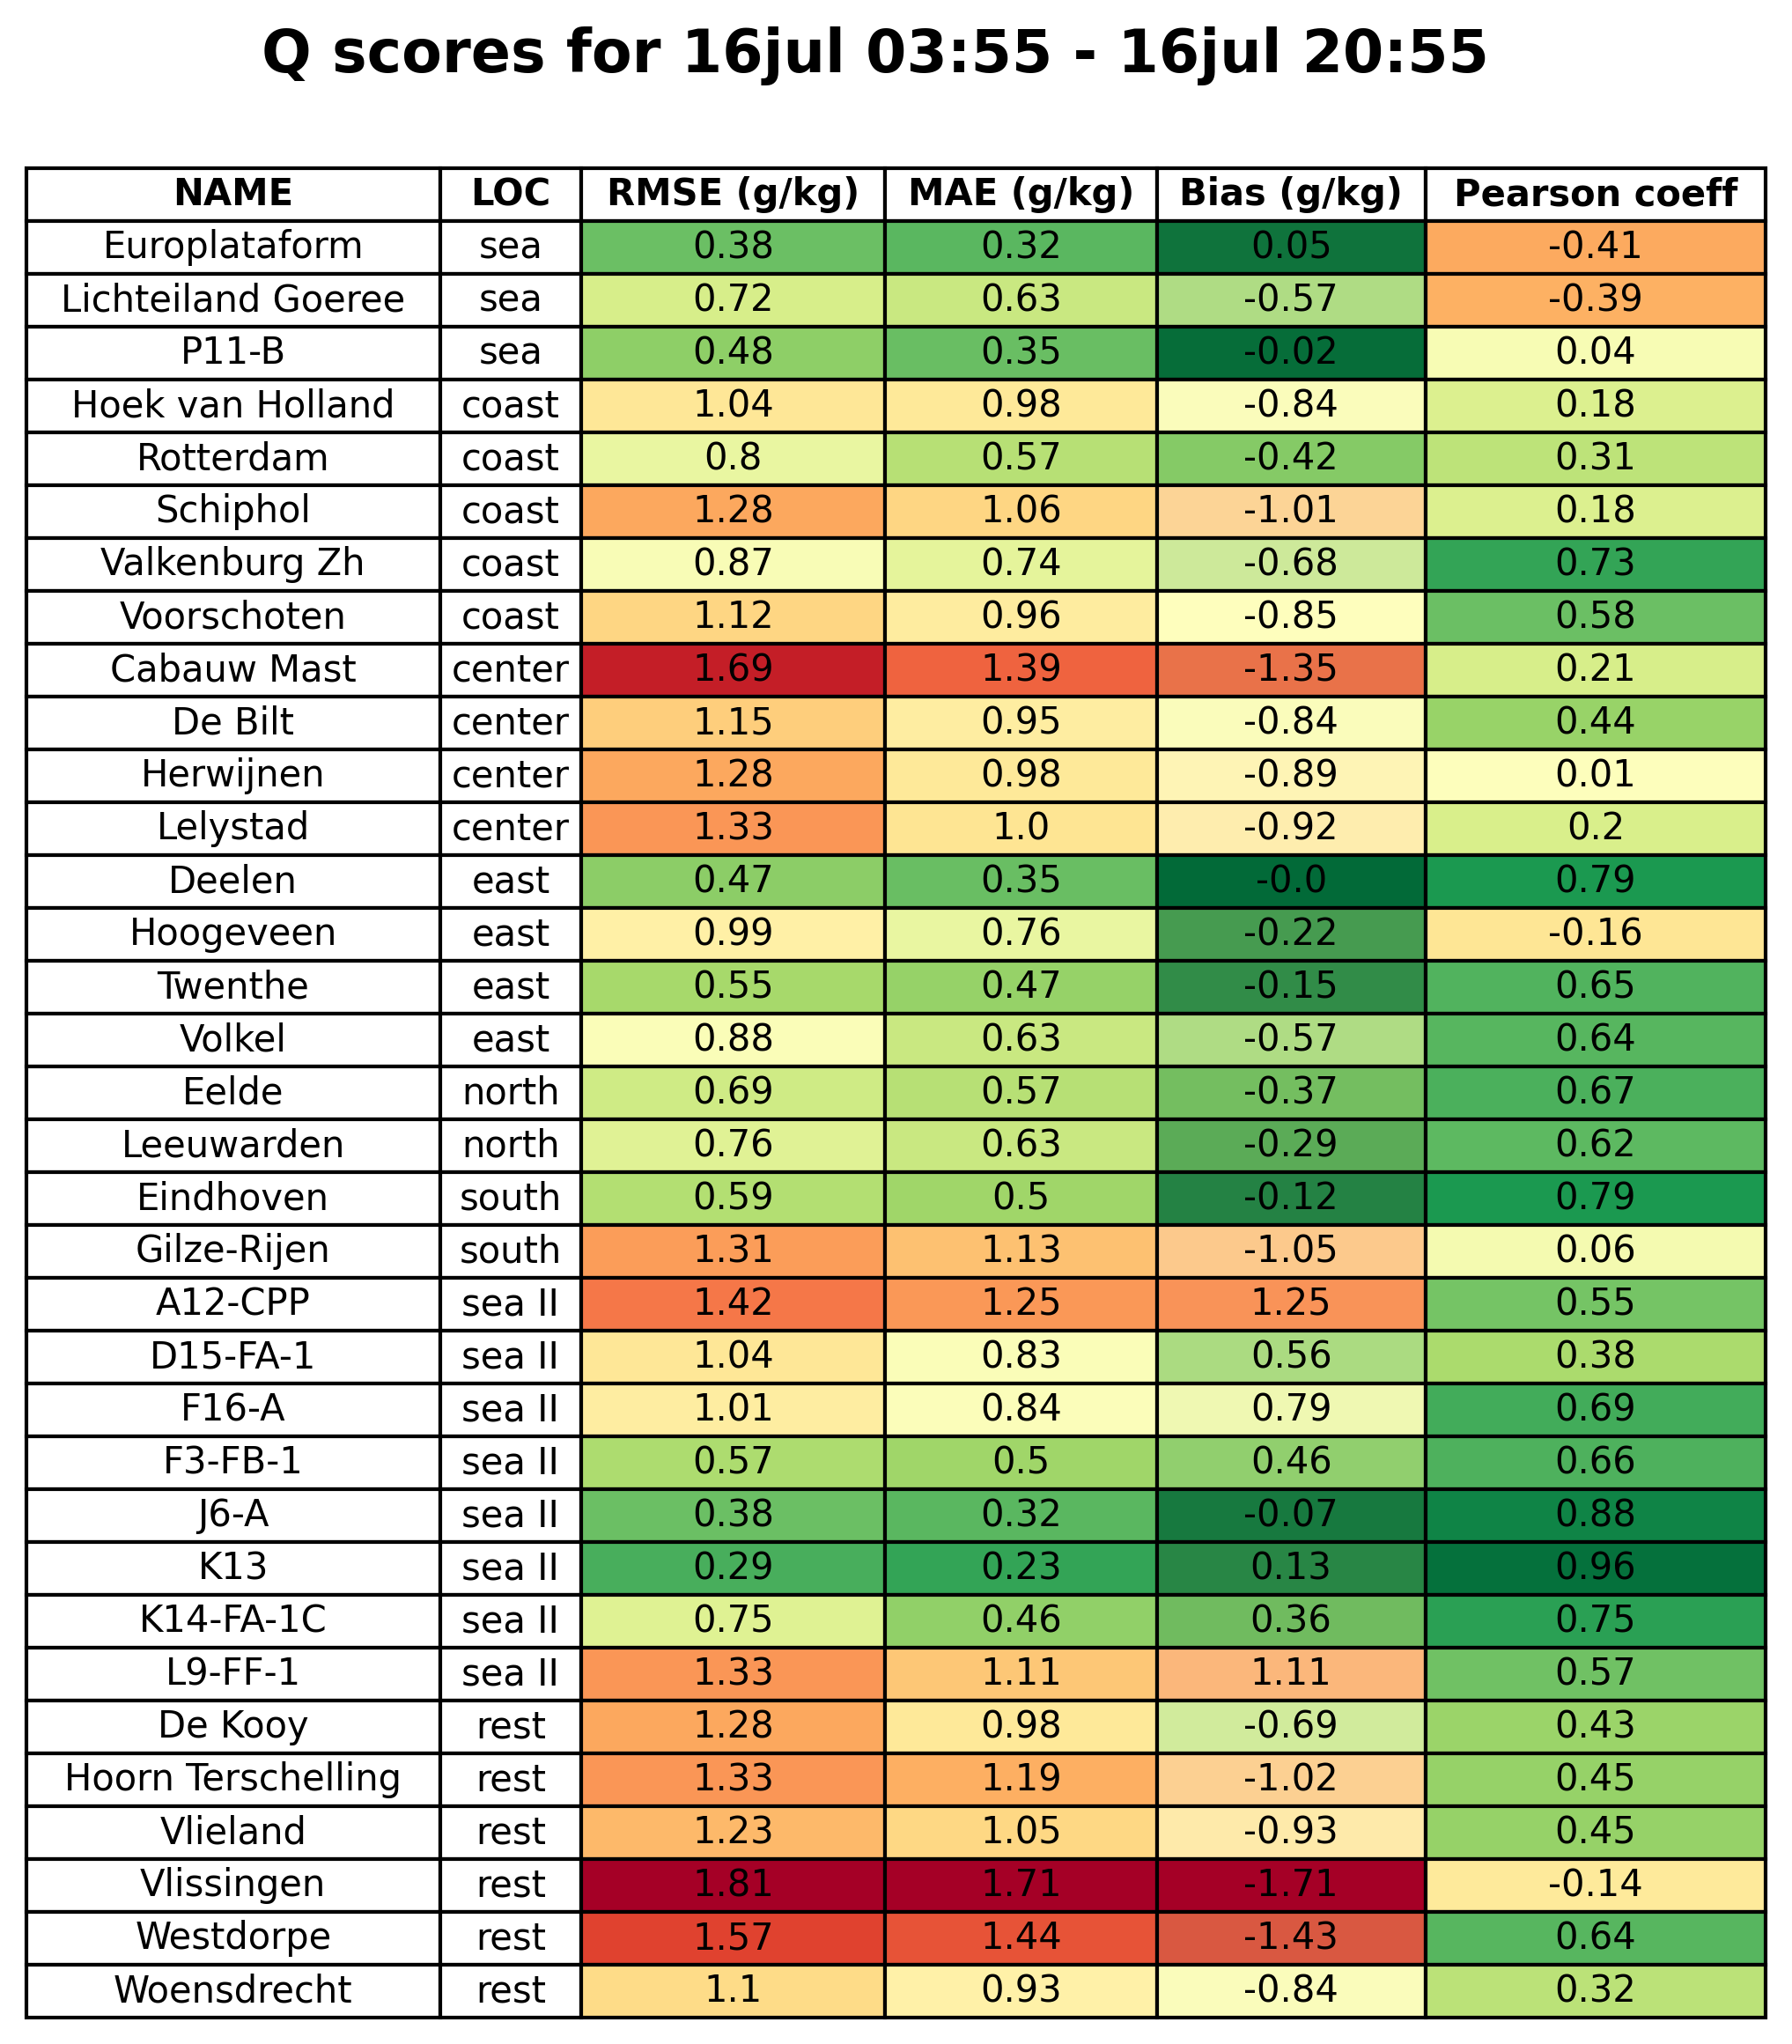 Q scores for 16jul 03:55 - 16jul 20:55
NAME LOC RMSE (g/kg) MAE (g/kg) Bias (g/kg) Pearson coeff
Europlataform sea 0.38 0.32 0.05 -0.41
Lichteiland Goeree sea 0.72 0.63 -0.57 -0.39
P11-B sea 0.48 0.35 -0.02 0.04
Hoek van Holland coast 1.04 0.98 -0.84 0.18
Rotterdam coast 0.8 0.57 -0.42 0.31
Schiphol coast 1.28 1.06 -1.01 0.18
Valkenburg Zh coast 0.87 0.74 -0.68 0.73
Voorschoten coast 1.12 0.96 -0.85 0.58
Cabauw Mast center 1.69 1.39 -1.35 0.21
De Bilt center 1.15 0.95 -0.84 0.44
Herwijnen center 1.28 0.98 -0.89 0.01
Lelystad center 1.33 1.0 -0.92 0.2
Deelen east 0.47 0.35 -0.0 0.79
Hoogeveen east 0.99 0.76 -0.22 -0.16
Twenthe east 0.55 0.47 -0.15 0.65
Volkel east 0.88 0.63 -0.57 0.64
Eelde north 0.69 0.57 -0.37 0.67
Leeuwarden north 0.76 0.63 -0.29 0.62
Eindhoven south 0.59 0.5 -0.12 0.79
Gilze-Rijen south 1.31 1.13 -1.05 0.06
A12-CPP sea II 1.42 1.25 1.25 0.55
D15-FA-1 sea II 1.04 0.83 0.56 0.38
F16-A sea II 1.01 0.84 0.79 0.69
F3-FB-1 sea II 0.57 0.5 0.46 0.66
J6-A sea II 0.38 0.32 -0.07 0.88
K13 sea II 0.29 0.23 0.13 0.96
K14-FA-1C sea II 0.75 0.46 0.36 0.75
L9-FF-1 sea II 1.33 1.11 1.11 0.57
De Kooy rest 1.28 0.98 -0.69 0.43
Hoorn Terschelling rest 1.33 1.19 -1.02 0.45
Vlieland rest 1.23 1.05 -0.93 0.45
Vlissingen rest 1.81 1.71 -1.71 -0.14
Westdorpe rest 1.57 1.44 -1.43 0.64
Woensdrecht rest 1.1 0.93 -0.84 0.32